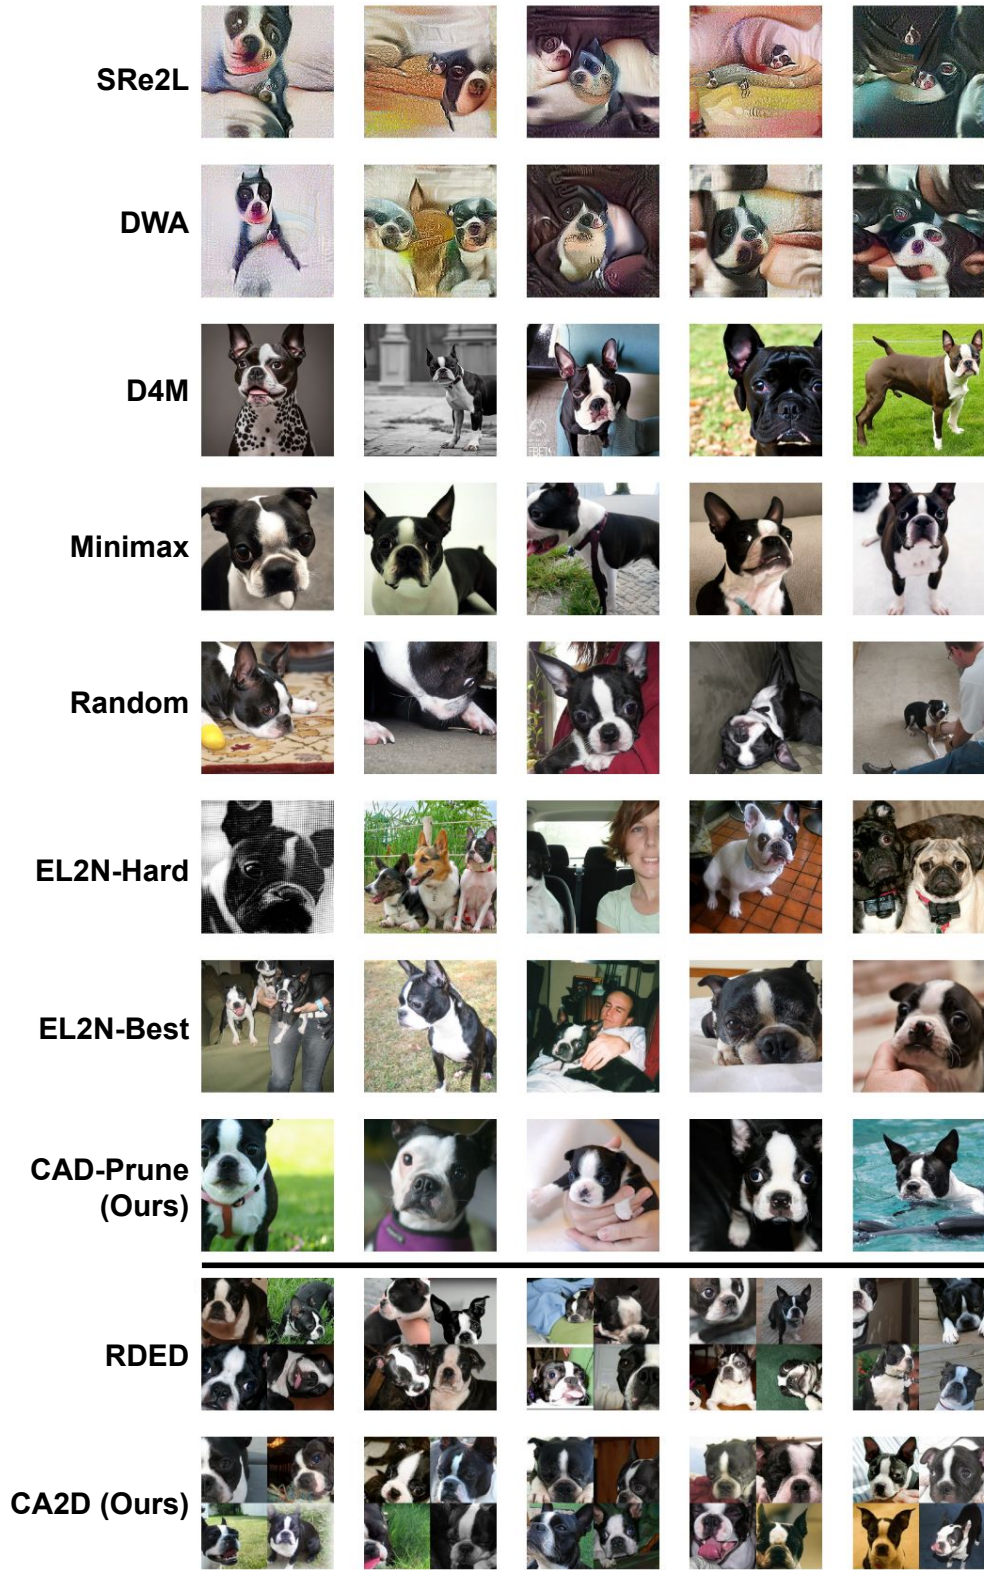 SRe2L
DWA
D4M
Minimax
Random
EL2N-Hard
EL2N-Best
CAD-Prune
(Ours)
RDED
CA2D (Ours)